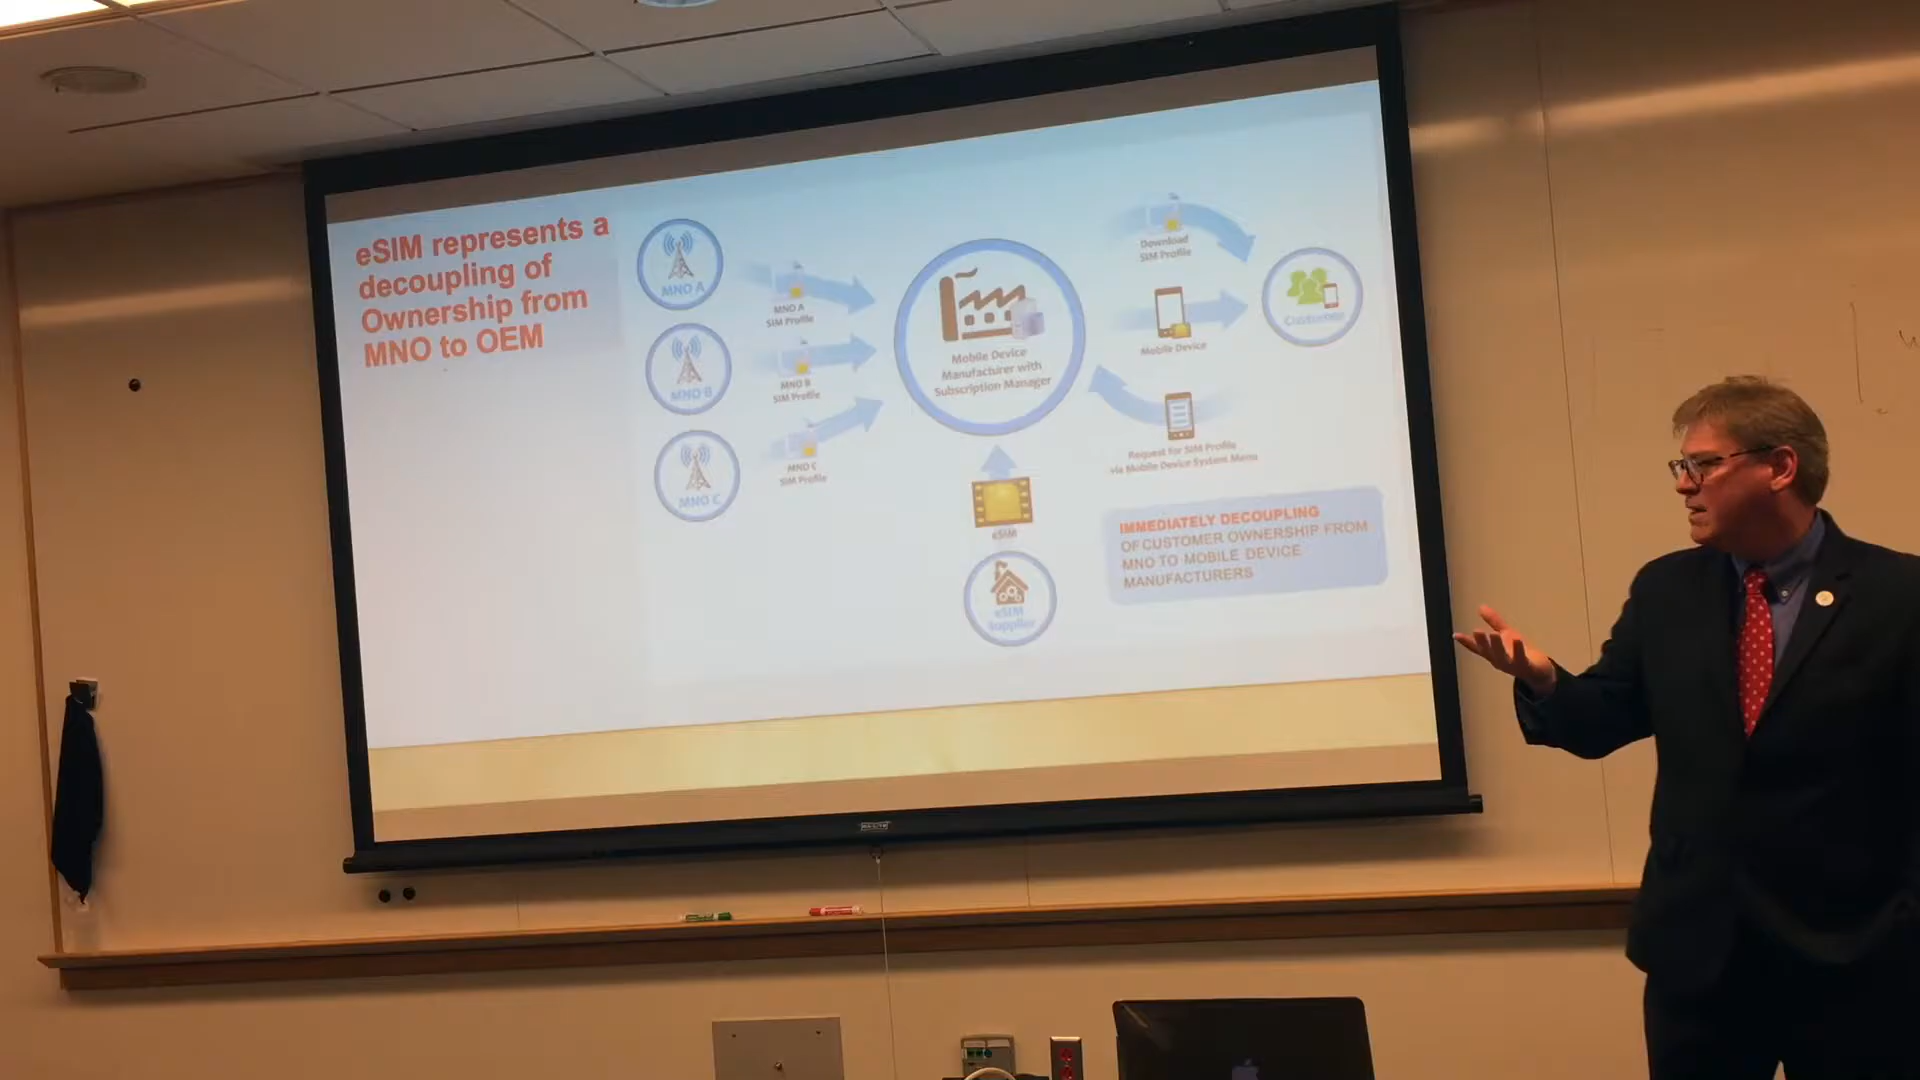 eSIM represents a
decoupling of
Ownership from
MNO to OEM
MNO A
MNO A
SIM Profile
MNO B
MNO B
SIM Profile
MNO C
MNO C
SIM Profile
Mobile Device
Manufacturer with
Subscription Manager
eSIM
eSIM
Supplier
Download
SIM Profile
Mobile Device
Customer
Request for SIM Profile
via Mobile Device System Menu
IMMEDIATELY DECOUPLING
OF CUSTOMER OWNERSHIP FROM
MNO TO MOBILE DEVICE
MANUFACTURERS
DA-LITE